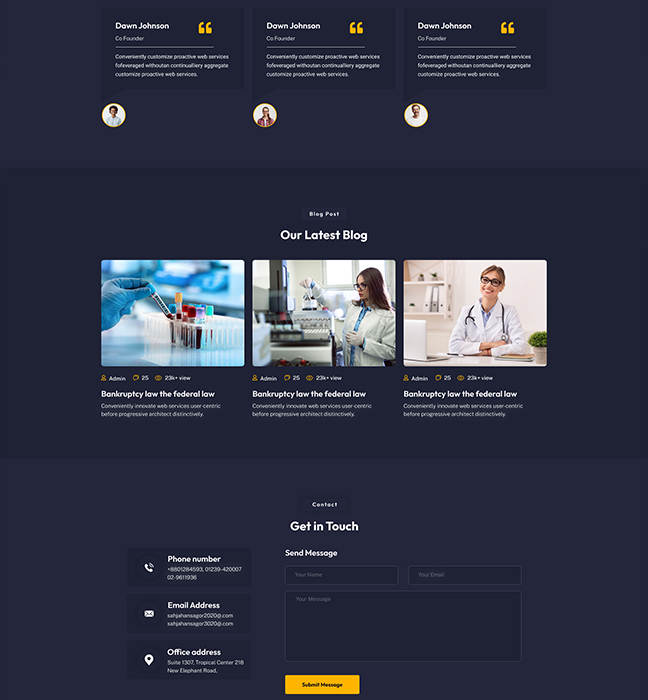 Dawn Johnson
Co Founder
Conveniently customize proactive web services
fofeveraged withoutan continualliery aggregate
customize proactive web services.
Dawn Johnson
Co Founder
Conveniently customize proactive web services
fofeveraged withoutan continualliery aggregate
customize proactive web services.
Dawn Johnson
Co Founder
Conveniently customize proactive web services
fofeveraged withoutan continualliery aggregate
customize proactive web services.
Blog Post
Our Latest Blog
Admin 25 23k+ view
Bankruptcy law the federal law
Conveniently innovate web services user-centric
before progressive architect distinctively.
Admin 25 23k+ view
Bankruptcy law the federal law
Conveniently innovate web services user-centric
before progressive architect distinctively.
Admin 25 23k+ view
Bankruptcy law the federal law
Conveniently innovate web services user-centric
before progressive architect distinctively.
Contact
Get in Touch
Phone number
+8801284593, 01239-420007
02-9611936
Email Address
sahjahansagor2020@.com
sahjahansagor3020@.com
Office address
Suite 1307, Tropical Center 218
New Elephant Road,
Send Message
Your Name
Your Email
Your Message
Submit Message